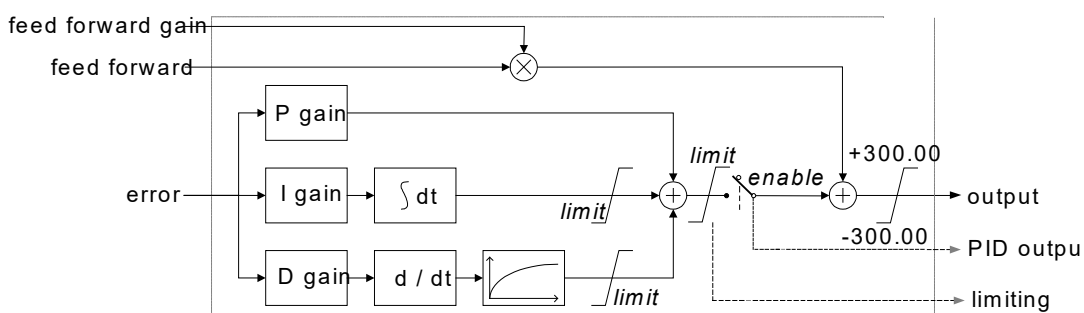 feed forward gain
feed forward
P gain
limit
+300.00
enable
error
I gain
∫ dt
limit
output
-300.00
PID outpu
D gain
d / dt
limit
limiting